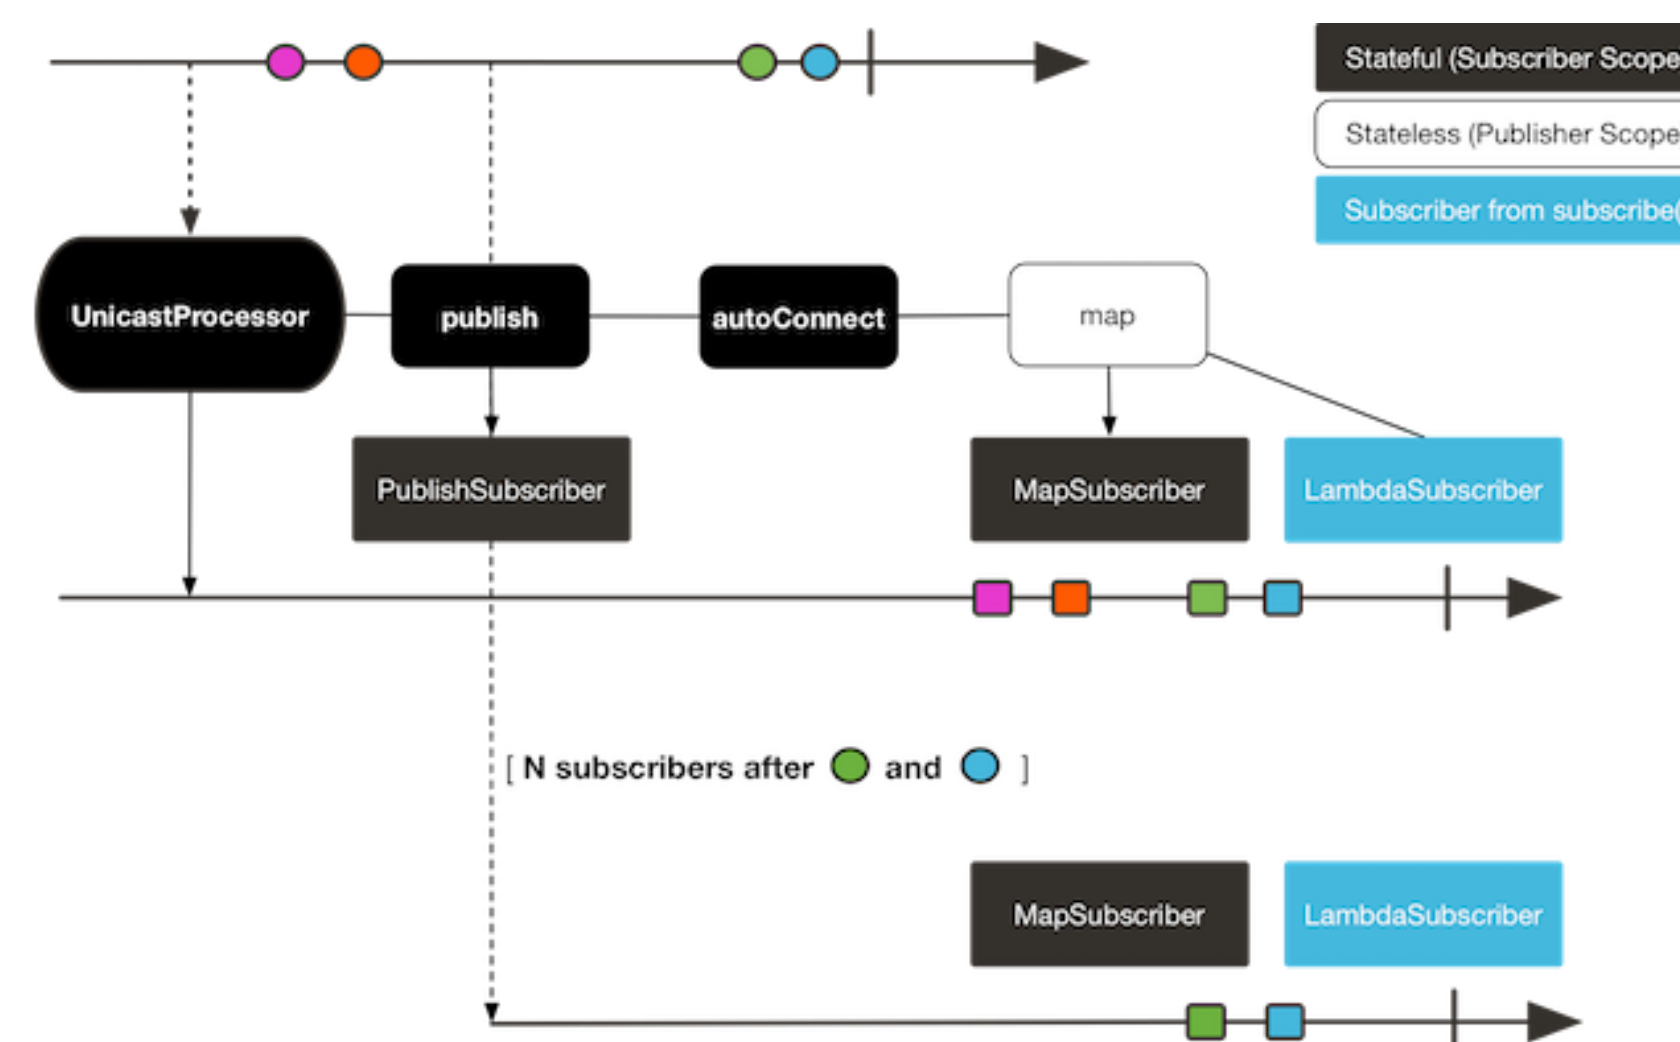 Stateful (Subscriber Scope
Stateless (Publisher Scope
Subscriber from subscribe(
UnicastProcessor
publish
autoConnect
map
PublishSubscriber
MapSubscriber
LambdaSubscriber
[ N subscribers after and ]
MapSubscriber
LambdaSubscriber